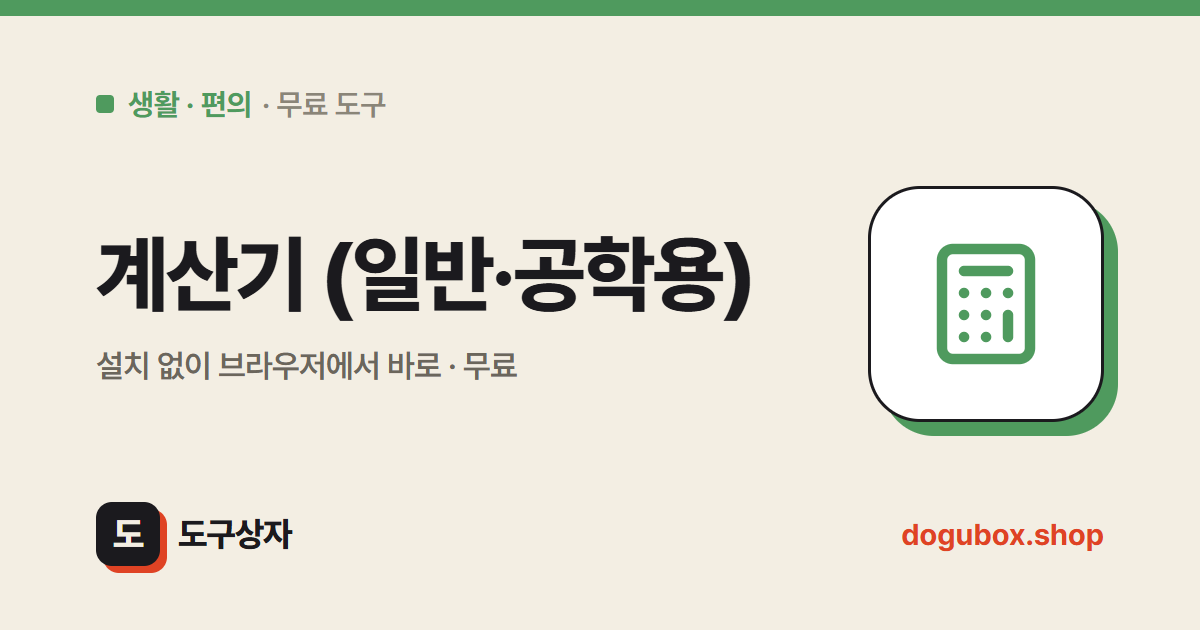 생활 · 편의 · 무료 도구
계산기 (일반·공학용)
설치 없이 브라우저에서 바로 · 무료
도 도구상자
dogubox.shop